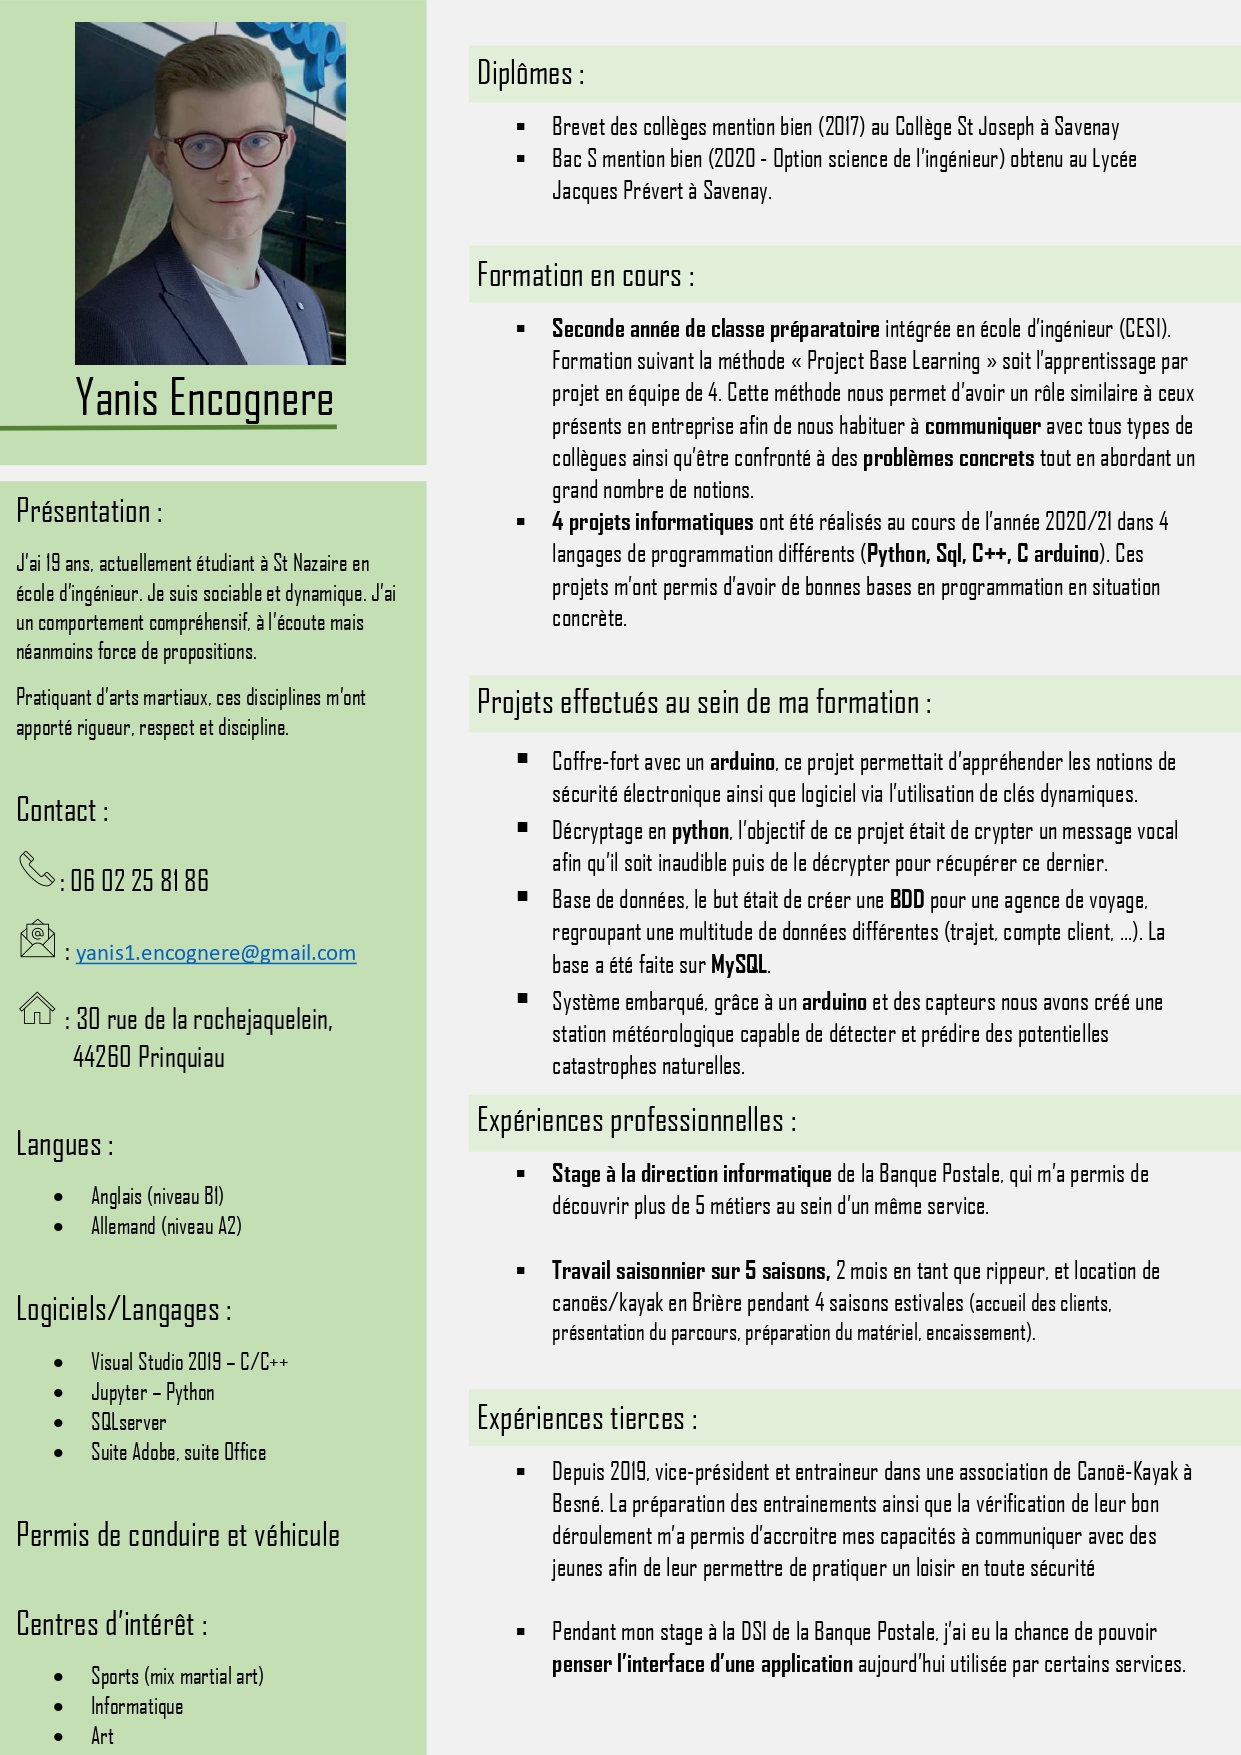 Yanis Encognere
Présentation :
J'ai 19 ans, actuellement étudiant à St Nazaire en
école d'ingénieur. Je suis sociable et dynamique. J'ai
un comportement compréhensif, à l'écoute mais
néanmoins force de propositions.
Pratiquant d'arts martiaux, ces disciplines m'ont
apporté rigueur, respect et discipline.
Contact :
: 06 02 25 81 86
: yanis1.encognere@gmail.com
: 30 rue de la rochejaquelein,
44260 Prinquiau
Langues :
• Anglais (niveau B1)
• Allemand (niveau A2)
Logiciels/Langages :
• Visual Studio 2019 – C/C++
• Jupyter – Python
• SQLserver
• Suite Adobe, suite Office
Permis de conduire et véhicule
Centres d'intérêt :
• Sports (mix martial art)
• Informatique
• Art
Diplômes :
▪ Brevet des collèges mention bien (2017) au Collège St Joseph à Savenay
▪ Bac S mention bien (2020 - Option science de l'ingénieur) obtenu au Lycée
Jacques Prévert à Savenay.
Formation en cours :
▪ Seconde année de classe préparatoire intégrée en école d'ingénieur (CESI).
Formation suivant la méthode « Project Base Learning » soit l'apprentissage par
projet en équipe de 4. Cette méthode nous permet d'avoir un rôle similaire à ceux
présents en entreprise afin de nous habituer à communiquer avec tous types de
collègues ainsi qu'être confronté à des problèmes concrets tout en abordant un
grand nombre de notions.
▪ 4 projets informatiques ont été réalisés au cours de l'année 2020/21 dans 4
langages de programmation différents (Python, Sql, C++, C arduino). Ces
projets m'ont permis d'avoir de bonnes bases en programmation en situation
concrète.
Projets effectués au sein de ma formation :
▪ Coffre-fort avec un arduino, ce projet permettait d'appréhender les notions de
sécurité électronique ainsi que logiciel via l'utilisation de clés dynamiques.
▪ Décryptage en python, l'objectif de ce projet était de crypter un message vocal
afin qu'il soit inaudible puis de le décrypter pour récupérer ce dernier.
▪ Base de données, le but était de créer une BDD pour une agence de voyage,
regroupant une multitude de données différentes (trajet, compte client, …). La
base a été faite sur MySQL.
▪ Système embarqué, grâce à un arduino et des capteurs nous avons créé une
station météorologique capable de détecter et prédire des potentielles
catastrophes naturelles.
Expériences professionnelles :
▪ Stage à la direction informatique de la Banque Postale, qui m'a permis de
découvrir plus de 5 métiers au sein d'un même service.
▪ Travail saisonnier sur 5 saisons, 2 mois en tant que rippeur, et location de
canoës/kayak en Brière pendant 4 saisons estivales (accueil des clients,
présentation du parcours, préparation du matériel, encaissement).
Expériences tierces :
▪ Depuis 2019, vice-président et entraineur dans une association de Canoë-Kayak à
Besné. La préparation des entrainements ainsi que la vérification de leur bon
déroulement m'a permis d'accroitre mes capacités à communiquer avec des
jeunes afin de leur permettre de pratiquer un loisir en toute sécurité
▪ Pendant mon stage à la DSI de la Banque Postale, j'ai eu la chance de pouvoir
penser l'interface d'une application aujourd'hui utilisée par certains services.